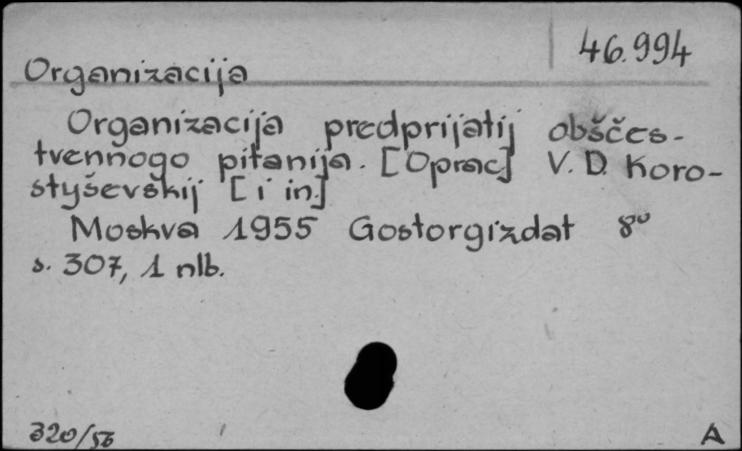 46.994
Organizacija
Organizacija predprijatij obščes-
tvennogo pitanija. [Oprac] V. D. Koro-
styševskij [i in.]
Moskva 1955 Gostorgizdat 8º
s. 307, 1 nlb.
320/56 A